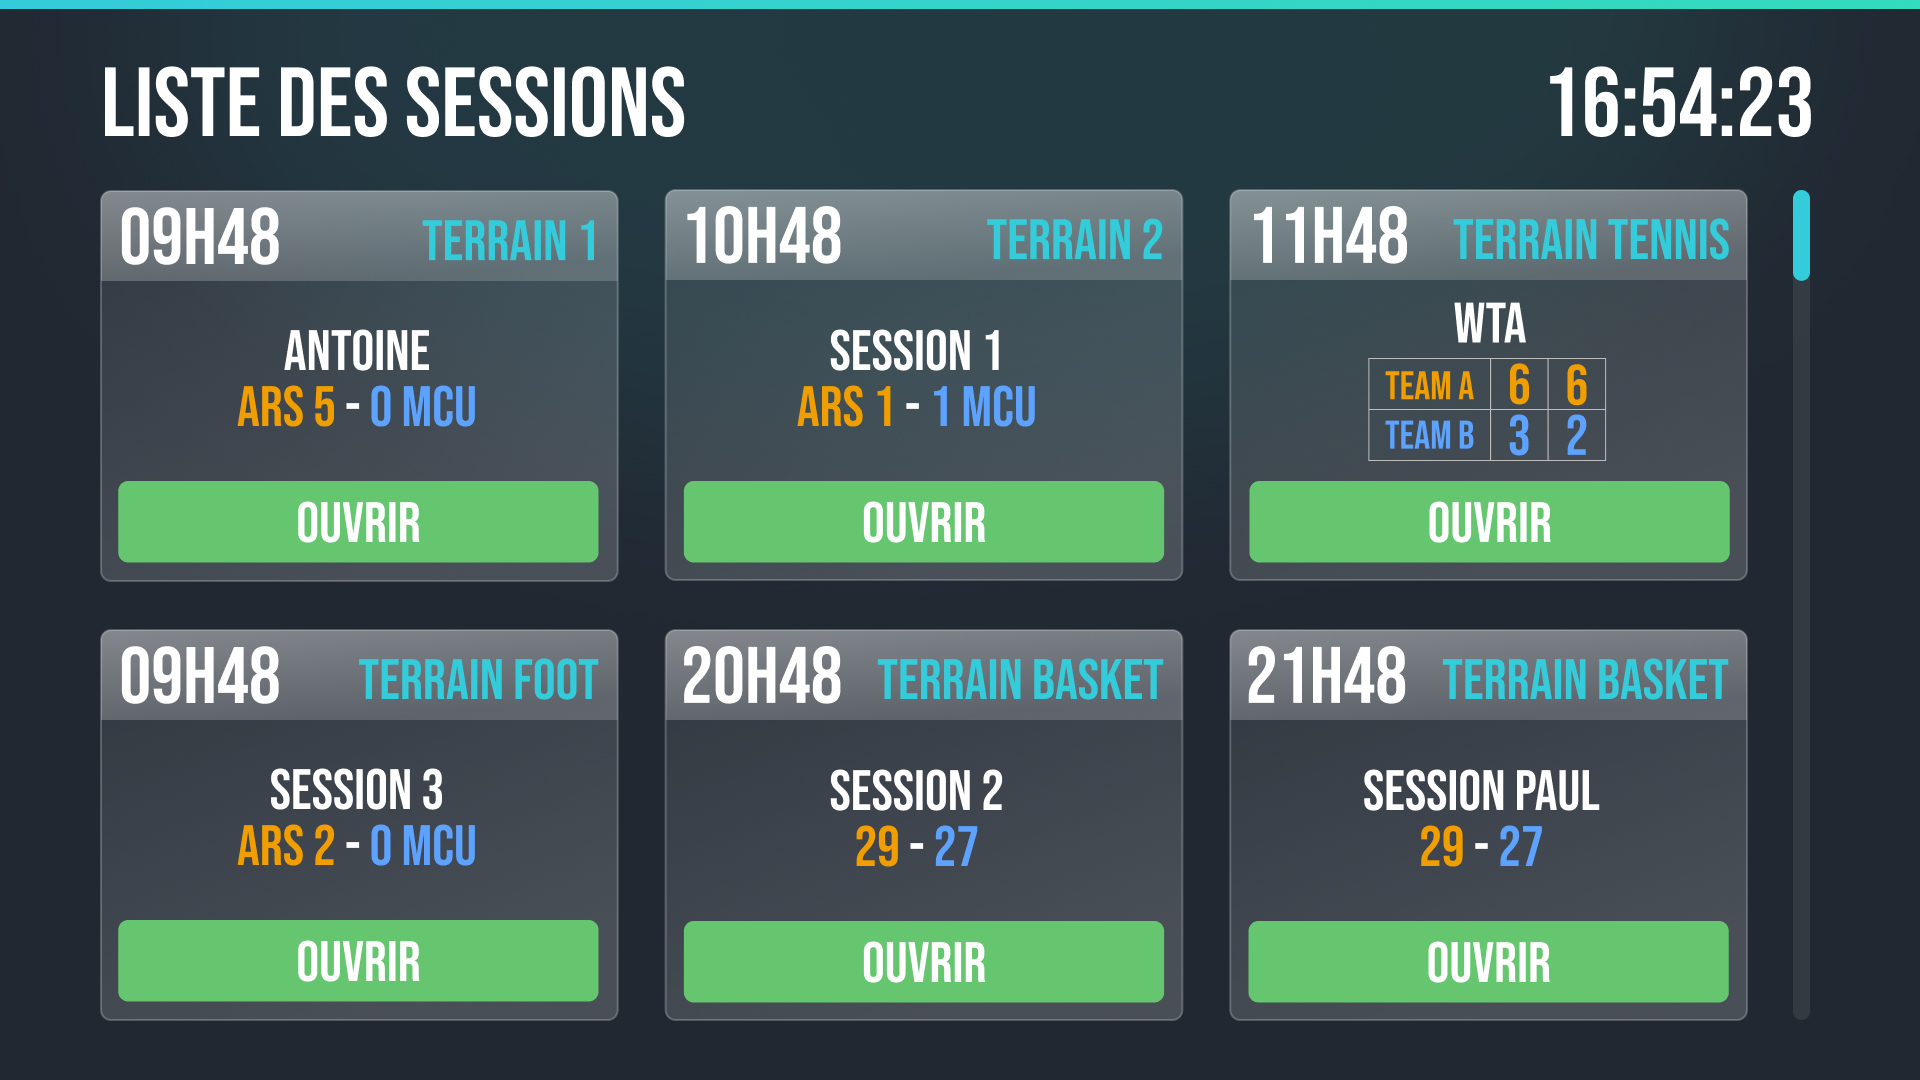 LISTE DES SESSIONS
16:54:23
09H48 TERRAIN 1
ANTOINE
ARS 5 - 0 MCU
OUVRIR
10H48 TERRAIN 2
SESSION 1
ARS 1 - 1 MCU
OUVRIR
11H48 TERRAIN TENNIS
WTA
TEAM A 6 6
TEAM B 3 2
OUVRIR
09H48 TERRAIN FOOT
SESSION 3
ARS 2 - 0 MCU
OUVRIR
20H48 TERRAIN BASKET
SESSION 2
29 - 27
OUVRIR
21H48 TERRAIN BASKET
SESSION PAUL
29 - 27
OUVRIR